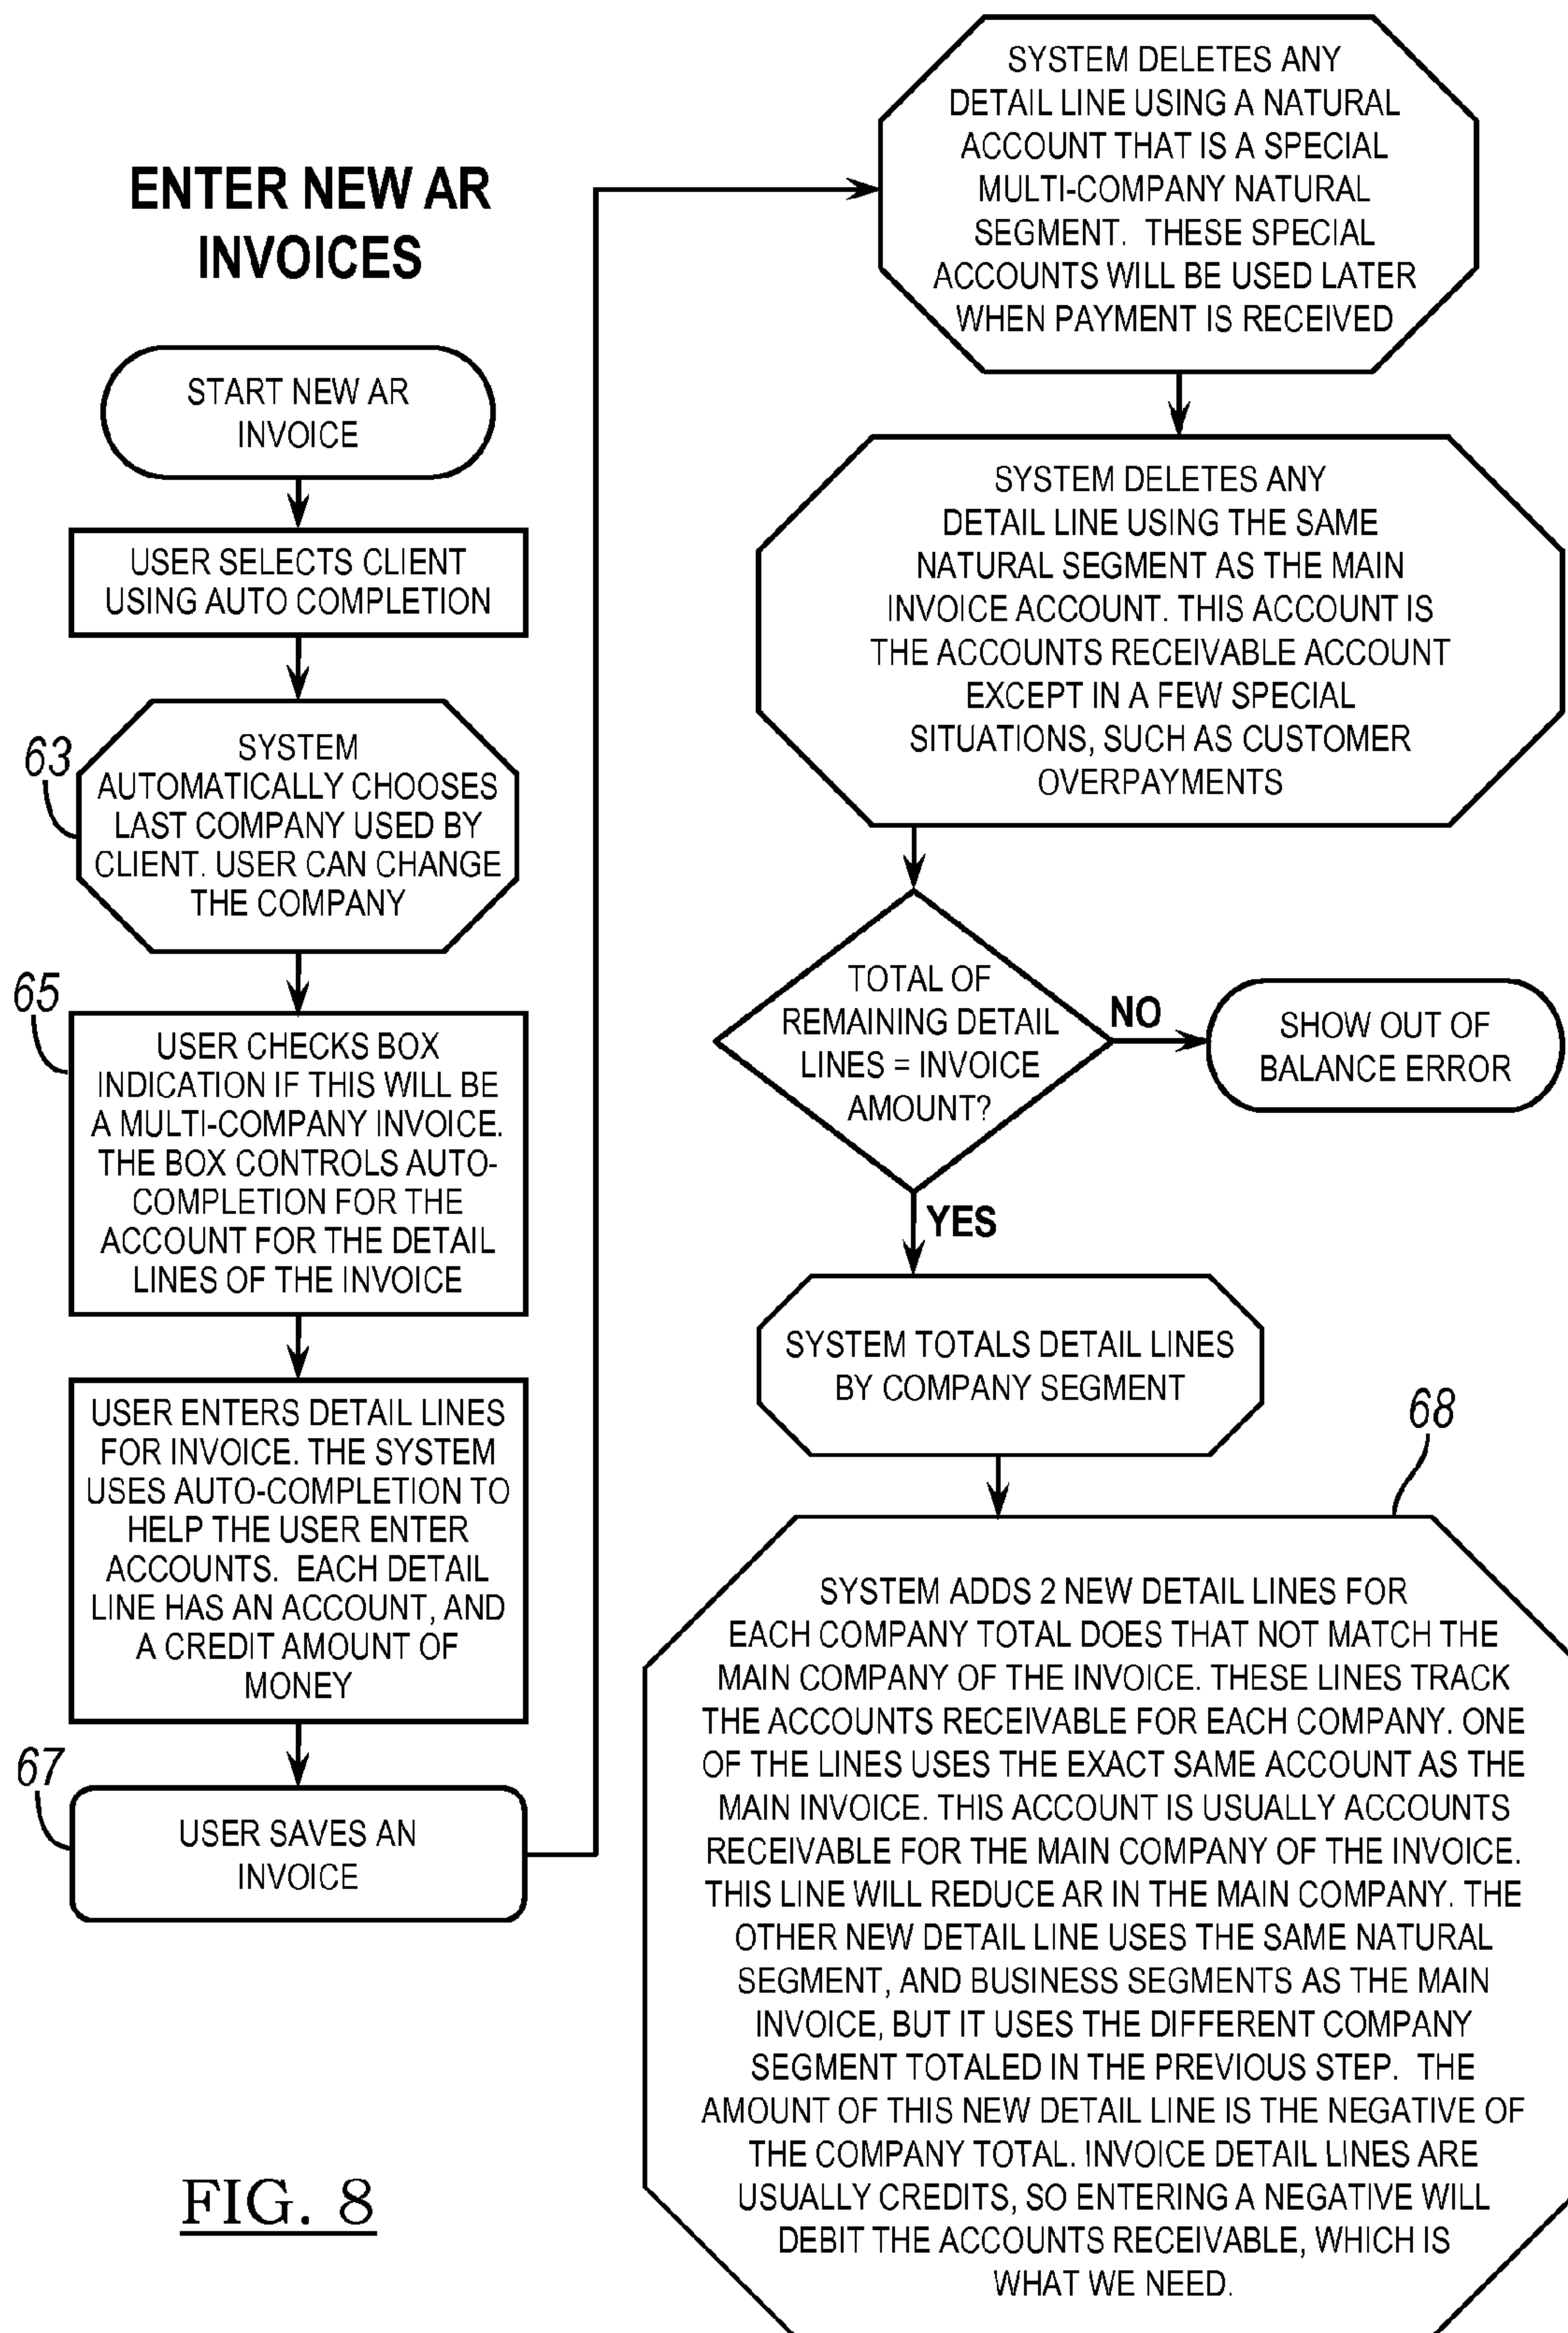 ENTER NEW AR
INVOICES
START NEW AR
INVOICE
USER SELECTS CLIENT
USING AUTO COMPLETION
63
SYSTEM
AUTOMATICALLY CHOOSES
LAST COMPANY USED BY
CLIENT. USER CAN CHANGE
THE COMPANY
65
USER CHECKS BOX
INDICATION IF THIS WILL BE
A MULTI-COMPANY INVOICE.
THE BOX CONTROLS AUTO-
COMPLETION FOR THE
ACCOUNT FOR THE DETAIL
LINES OF THE INVOICE
USER ENTERS DETAIL LINES
FOR INVOICE. THE SYSTEM
USES AUTO-COMPLETION TO
HELP THE USER ENTER
ACCOUNTS. EACH DETAIL
LINE HAS AN ACCOUNT, AND
A CREDIT AMOUNT OF
MONEY
67
USER SAVES AN
INVOICE
SYSTEM DELETES ANY
DETAIL LINE USING A NATURAL
ACCOUNT THAT IS A SPECIAL
MULTI-COMPANY NATURAL
SEGMENT. THESE SPECIAL
ACCOUNTS WILL BE USED LATER
WHEN PAYMENT IS RECEIVED
SYSTEM DELETES ANY
DETAIL LINE USING THE SAME
NATURAL SEGMENT AS THE MAIN
INVOICE ACCOUNT. THIS ACCOUNT IS
THE ACCOUNTS RECEIVABLE ACCOUNT
EXCEPT IN A FEW SPECIAL
SITUATIONS, SUCH AS CUSTOMER
OVERPAYMENTS
TOTAL OF
REMAINING DETAIL
LINES = INVOICE
AMOUNT?
NO
SHOW OUT OF
BALANCE ERROR
YES
SYSTEM TOTALS DETAIL LINES
BY COMPANY SEGMENT
68
SYSTEM ADDS 2 NEW DETAIL LINES FOR
EACH COMPANY TOTAL DOES THAT NOT MATCH THE
MAIN COMPANY OF THE INVOICE. THESE LINES TRACK
THE ACCOUNTS RECEIVABLE FOR EACH COMPANY. ONE
OF THE LINES USES THE EXACT SAME ACCOUNT AS THE
MAIN INVOICE. THIS ACCOUNT IS USUALLY ACCOUNTS
RECEIVABLE FOR THE MAIN COMPANY OF THE INVOICE.
THIS LINE WILL REDUCE AR IN THE MAIN COMPANY. THE
OTHER NEW DETAIL LINE USES THE SAME NATURAL
SEGMENT, AND BUSINESS SEGMENTS AS THE MAIN
INVOICE, BUT IT USES THE DIFFERENT COMPANY
SEGMENT TOTALED IN THE PREVIOUS STEP. THE
AMOUNT OF THIS NEW DETAIL LINE IS THE NEGATIVE OF
THE COMPANY TOTAL. INVOICE DETAIL LINES ARE
USUALLY CREDITS, SO ENTERING A NEGATIVE WILL
DEBIT THE ACCOUNTS RECEIVABLE, WHICH IS
WHAT WE NEED.
FIG. 8